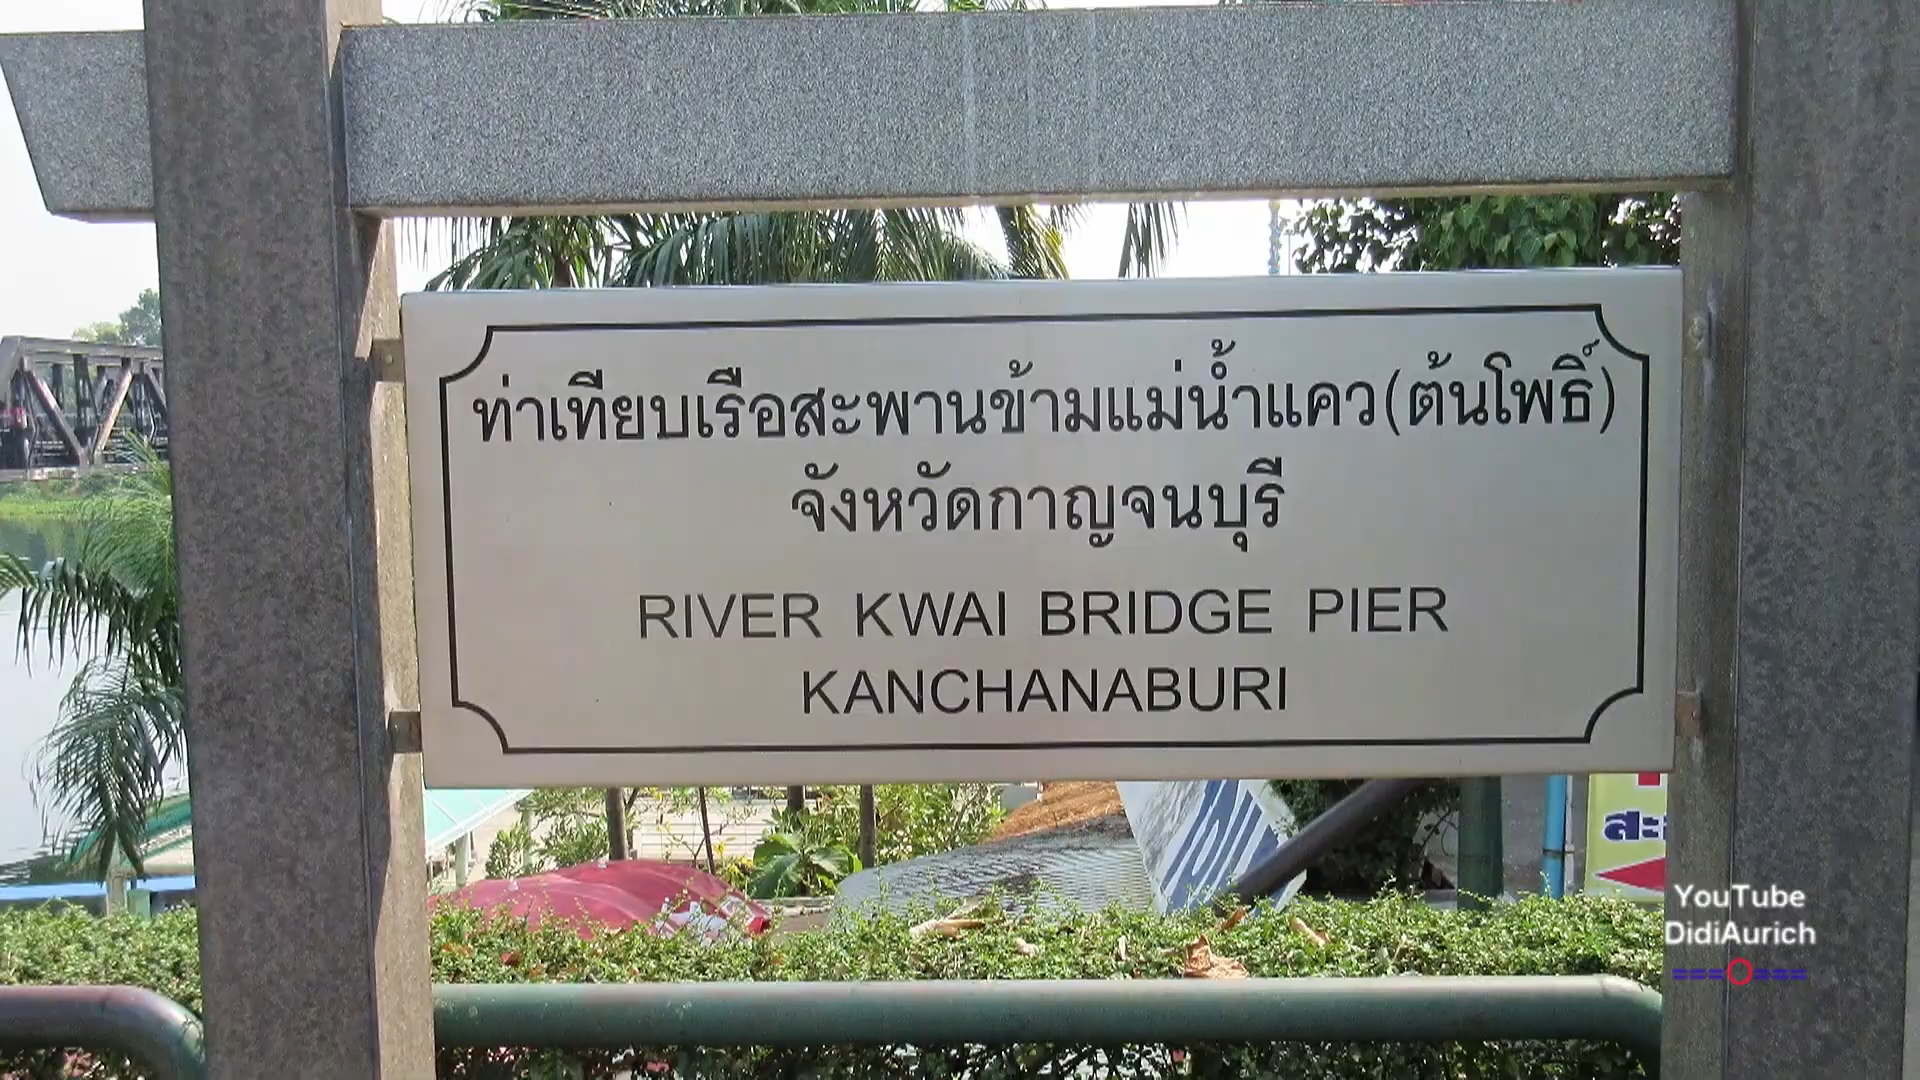 ท่าเทียบเรือสะพานข้ามแม่น้ำแคว(ต้นโพธิ์)
จังหวัดกาญจนบุรี
RIVER KWAI BRIDGE PIER
KANCHANABURI
YouTube
DidiAurich
===O===